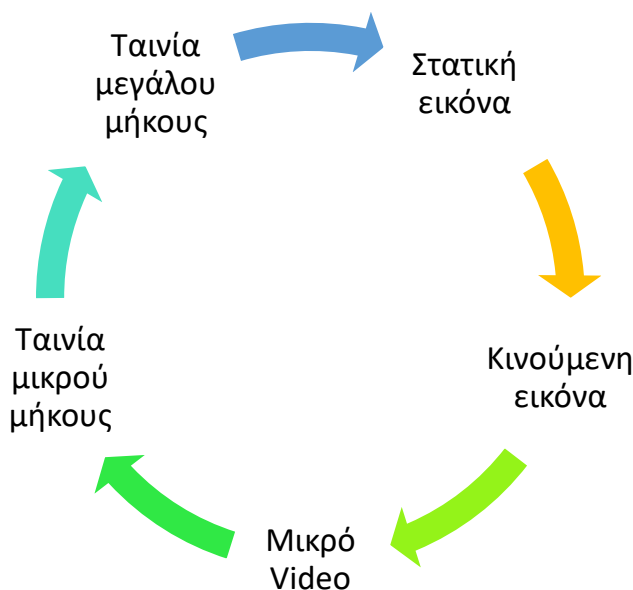 Ταινία
μεγάλου
μήκους
Στατική
εικόνα
Κινούμενη
εικόνα
Μικρό
Video
Ταινία
μικρού
μήκους